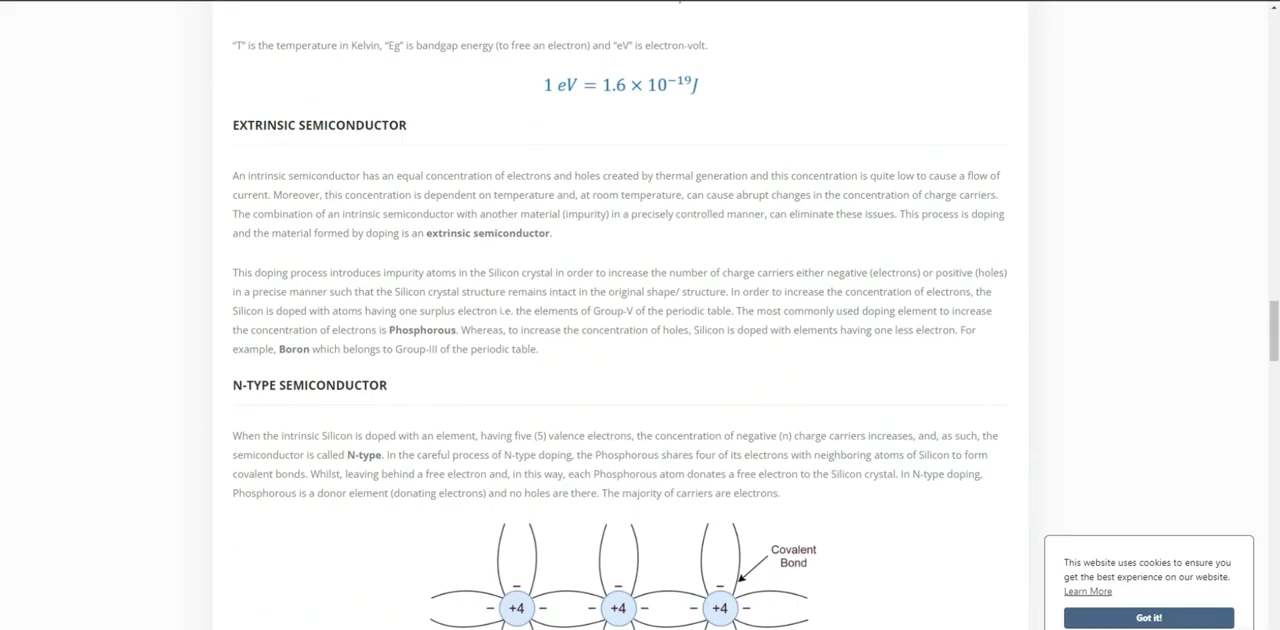 "T" is the temperature in Kelvin, "Eg" is bandgap energy (to free an electron) and "eV" is electron-volt.
1 eV = 1.6 × 10⁻¹⁹J
EXTRINSIC SEMICONDUCTOR
An intrinsic semiconductor has an equal concentration of electrons and holes created by thermal generation and this concentration is quite low to cause a flow of
current. Moreover, this concentration is dependent on temperature and, at room temperature, can cause abrupt changes in the concentration of charge carriers.
The combination of an intrinsic semiconductor with another material (impurity) in a precisely controlled manner, can eliminate these issues. This process is doping
and the material formed by doping is an extrinsic semiconductor.
This doping process introduces impurity atoms in the Silicon crystal in order to increase the number of charge carriers either negative (electrons) or positive (holes)
in a precise manner such that the Silicon crystal structure remains intact in the original shape/ structure. In order to increase the concentration of electrons, the
Silicon is doped with atoms having one surplus electron i.e. the elements of Group-V of the periodic table. The most commonly used doping element to increase
the concentration of electrons is Phosphorous. Whereas, to increase the concentration of holes, Silicon is doped with elements having one less electron. For
example, Boron which belongs to Group-III of the periodic table.
N-TYPE SEMICONDUCTOR
When the intrinsic Silicon is doped with an element, having five (5) valence electrons, the concentration of negative (n) charge carriers increases, and, as such, the
semiconductor is called N-type. In the careful process of N-type doping, the Phosphorous shares four of its electrons with neighboring atoms of Silicon to form
covalent bonds. Whilst, leaving behind a free electron and, in this way, each Phosphorous atom donates a free electron to the Silicon crystal. In N-type doping,
Phosphorous is a donor element (donating electrons) and no holes are there. The majority of carriers are electrons.
Covalent
Bond
− − −
− +4 − − +4 − − +4 −
This website uses cookies to ensure you
get the best experience on our website.
Learn More
Got it!